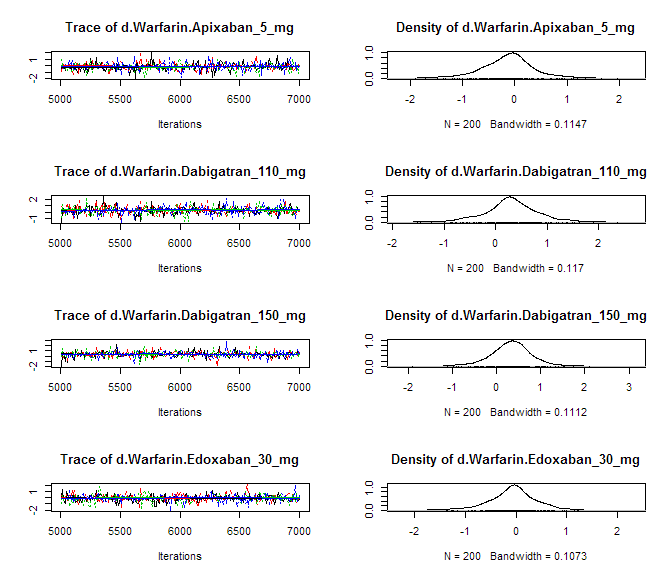 Trace of d.Warfarin.Apixaban_5_mg
1
-2
5000 5500 6000 6500 7000
Iterations
Density of d.Warfarin.Apixaban_5_mg
1.0
0.0
-2 -1 0 1 2
N = 200 Bandwidth = 0.1147
Trace of d.Warfarin.Dabigatran_110_mg
2
-1
5000 5500 6000 6500 7000
Iterations
Density of d.Warfarin.Dabigatran_110_mg
1.0
0.0
-2 -1 0 1 2
N = 200 Bandwidth = 0.117
Trace of d.Warfarin.Dabigatran_150_mg
1
-2
5000 5500 6000 6500 7000
Iterations
Density of d.Warfarin.Dabigatran_150_mg
1.0
0.0
-2 -1 0 1 2 3
N = 200 Bandwidth = 0.1112
Trace of d.Warfarin.Edoxaban_30_mg
1
-2
5000 5500 6000 6500 7000
Iterations
Density of d.Warfarin.Edoxaban_30_mg
1.0
0.0
-2 -1 0 1 2
N = 200 Bandwidth = 0.1073